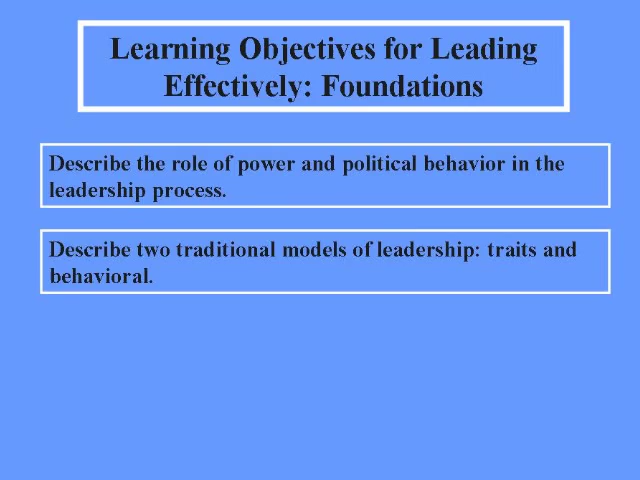 Learning Objectives for Leading
Effectively: Foundations
Describe the role of power and political behavior in the
leadership process.
Describe two traditional models of leadership: traits and
behavioral.